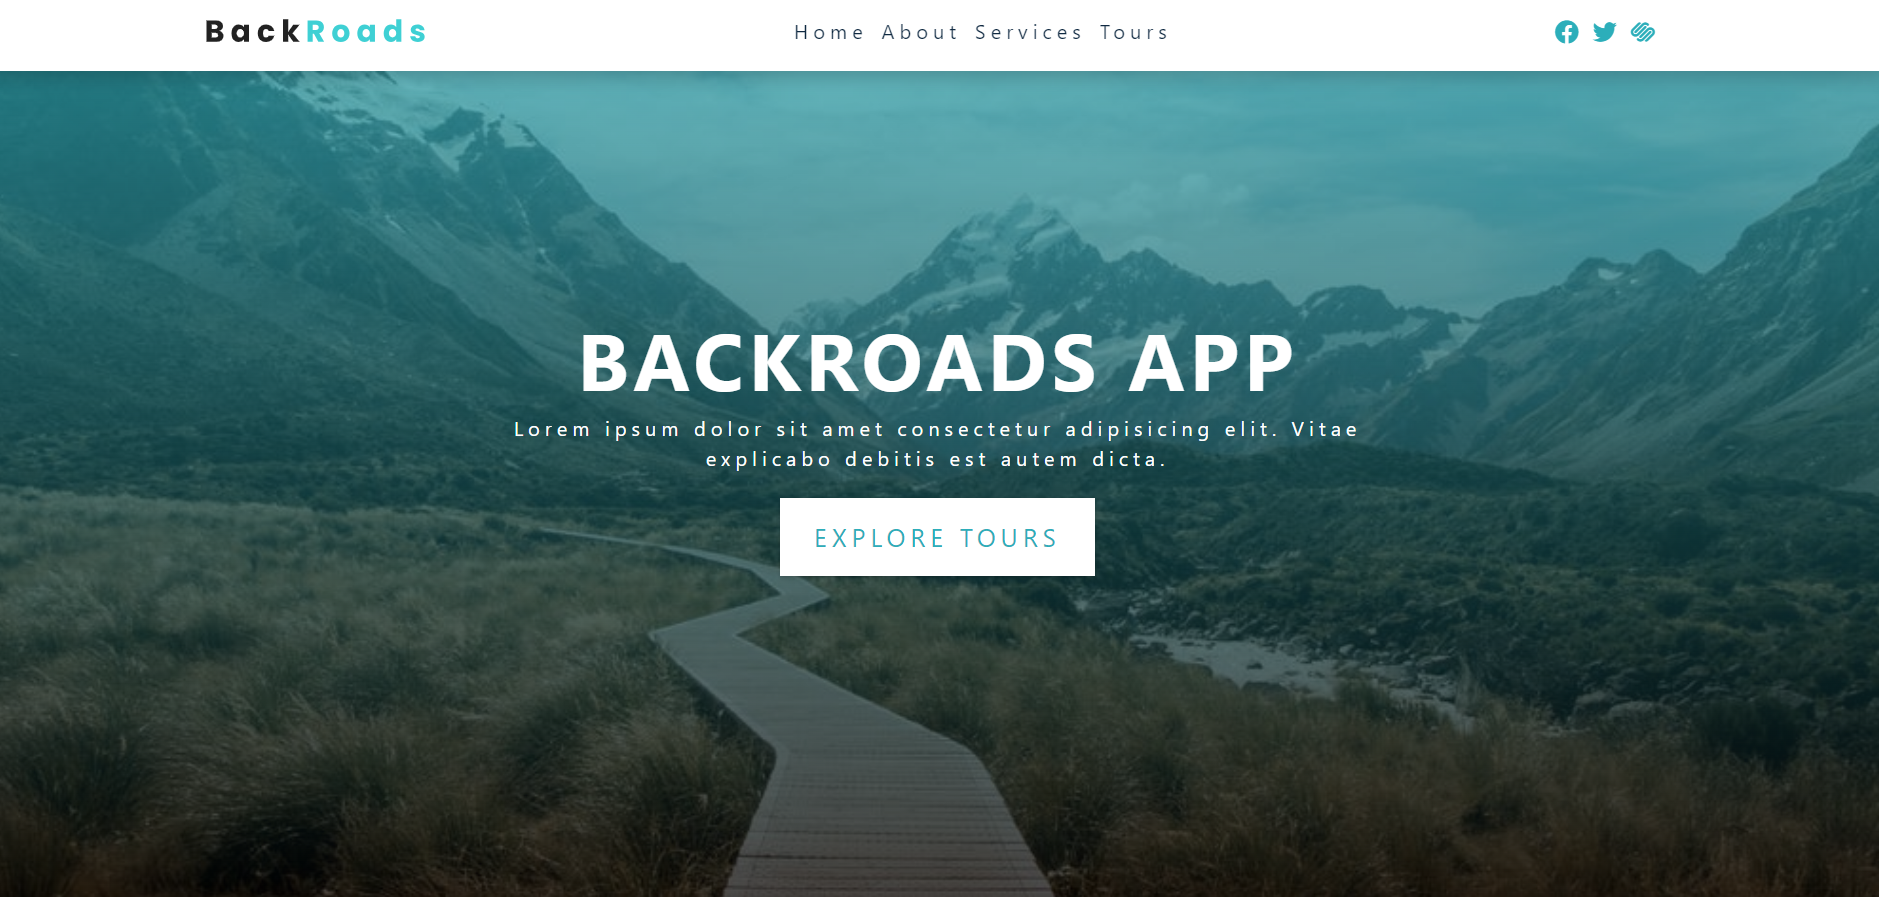 BackRoads
Home About Services Tours
BACKROADS APP
Lorem ipsum dolor sit amet consectetur adipisicing elit. Vitae
explicabo debitis est autem dicta.
EXPLORE TOURS